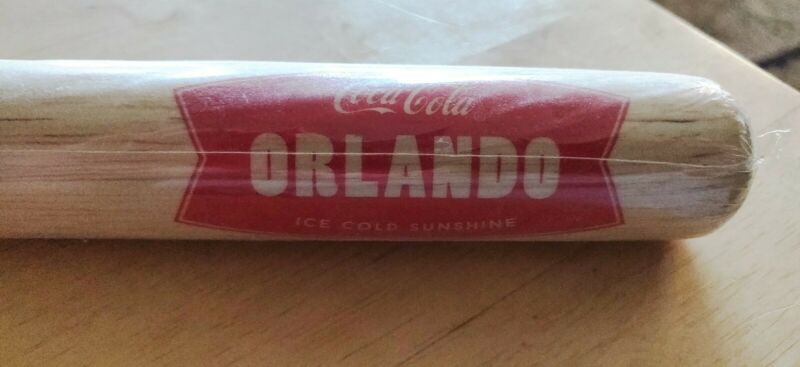 Coca-Cola
ORLANDO
ICE COLD SUNSHINE